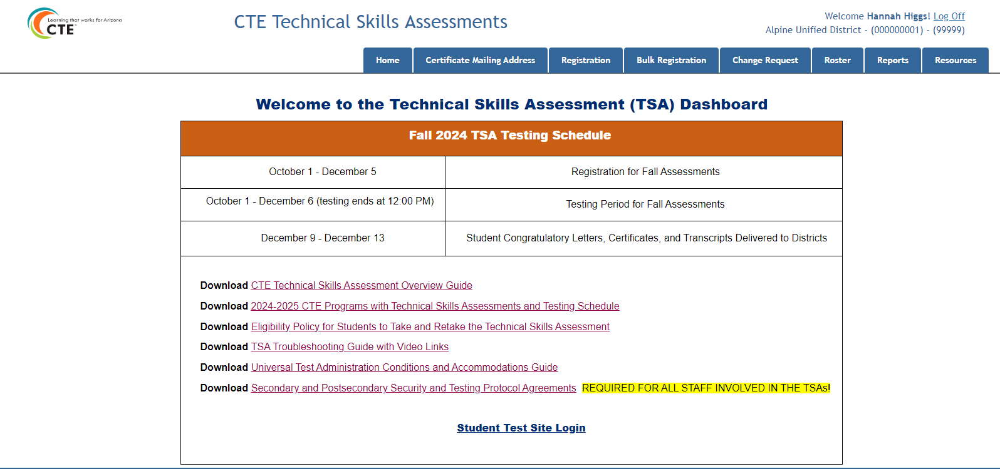 Learning that works for Arizona
CTE™
CTE Technical Skills Assessments
Welcome Hannah Higgs! Log Off
Alpine Unified District - (000000001) - (99999)
Home
Certificate Mailing Address
Registration
Bulk Registration
Change Request
Roster
Reports
Resources
Welcome to the Technical Skills Assessment (TSA) Dashboard
Fall 2024 TSA Testing Schedule
October 1 - December 5
Registration for Fall Assessments
October 1 - December 6 (testing ends at 12:00 PM)
Testing Period for Fall Assessments
December 9 - December 13
Student Congratulatory Letters, Certificates, and Transcripts Delivered to Districts
Download CTE Technical Skills Assessment Overview Guide
Download 2024-2025 CTE Programs with Technical Skills Assessments and Testing Schedule
Download Eligibility Policy for Students to Take and Retake the Technical Skills Assessment
Download TSA Troubleshooting Guide with Video Links
Download Universal Test Administration Conditions and Accommodations Guide
Download Secondary and Postsecondary Security and Testing Protocol Agreements REQUIRED FOR ALL STAFF INVOLVED IN THE TSAs!
Student Test Site Login